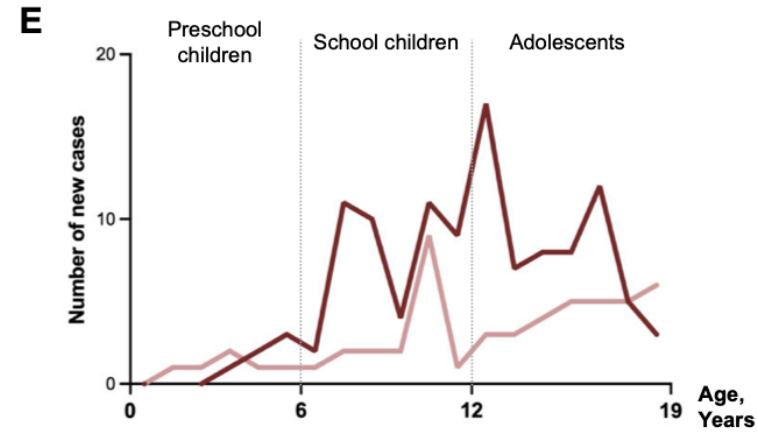 E
Preschool
children
School children
Adolescents
Number of new cases
20
10
0
0
6
12
19
Age,
Years